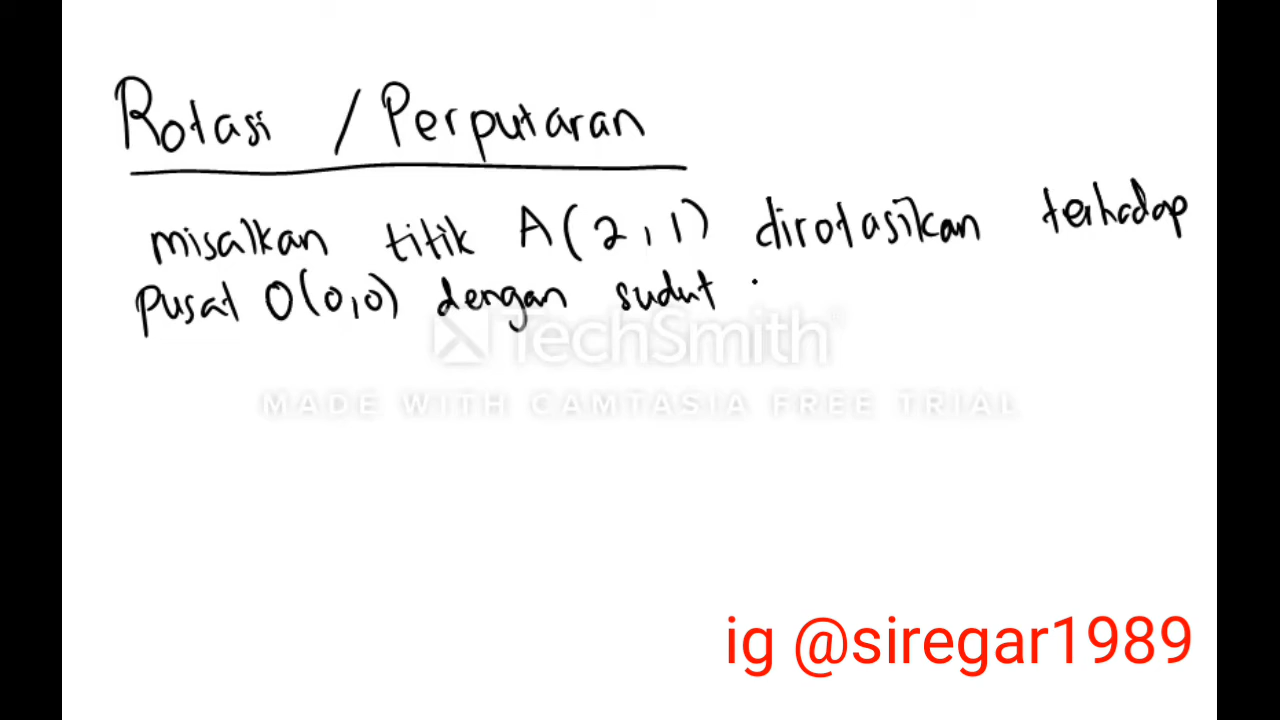 Rotasi / Perputaran
misalkan titik A(2,1) dirotasikan terhadap
pusat O(0,0) dengan sudut
TechSmith
MADE WITH CAMTASIA FREE TRIAL
ig @siregar1989